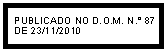 PUBLICADO NO D.O.M. N.º 87
DE 23/11/2010